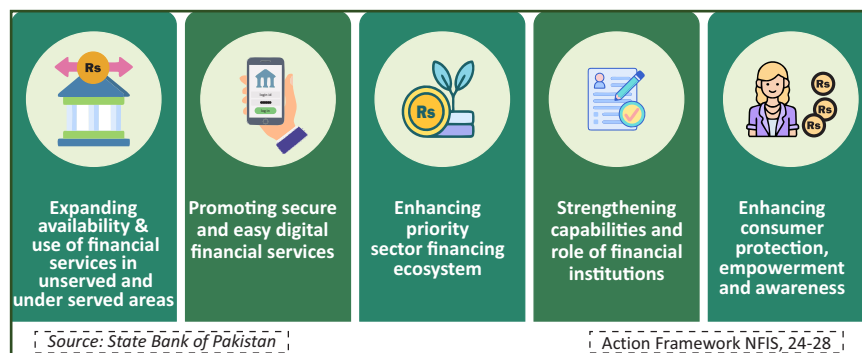 Rs
Expanding
availability &
use of financial
services in
unserved and
under served areas
Promoting secure
and easy digital
financial services
Rs
Enhancing
priority
sector financing
ecosystem
Strengthening
capabilities and
role of financial
institutions
Rs
Rs
Rs
Enhancing
consumer
protection,
empowerment
and awareness
Source: State Bank of Pakistan
Action Framework NFIS, 24-28